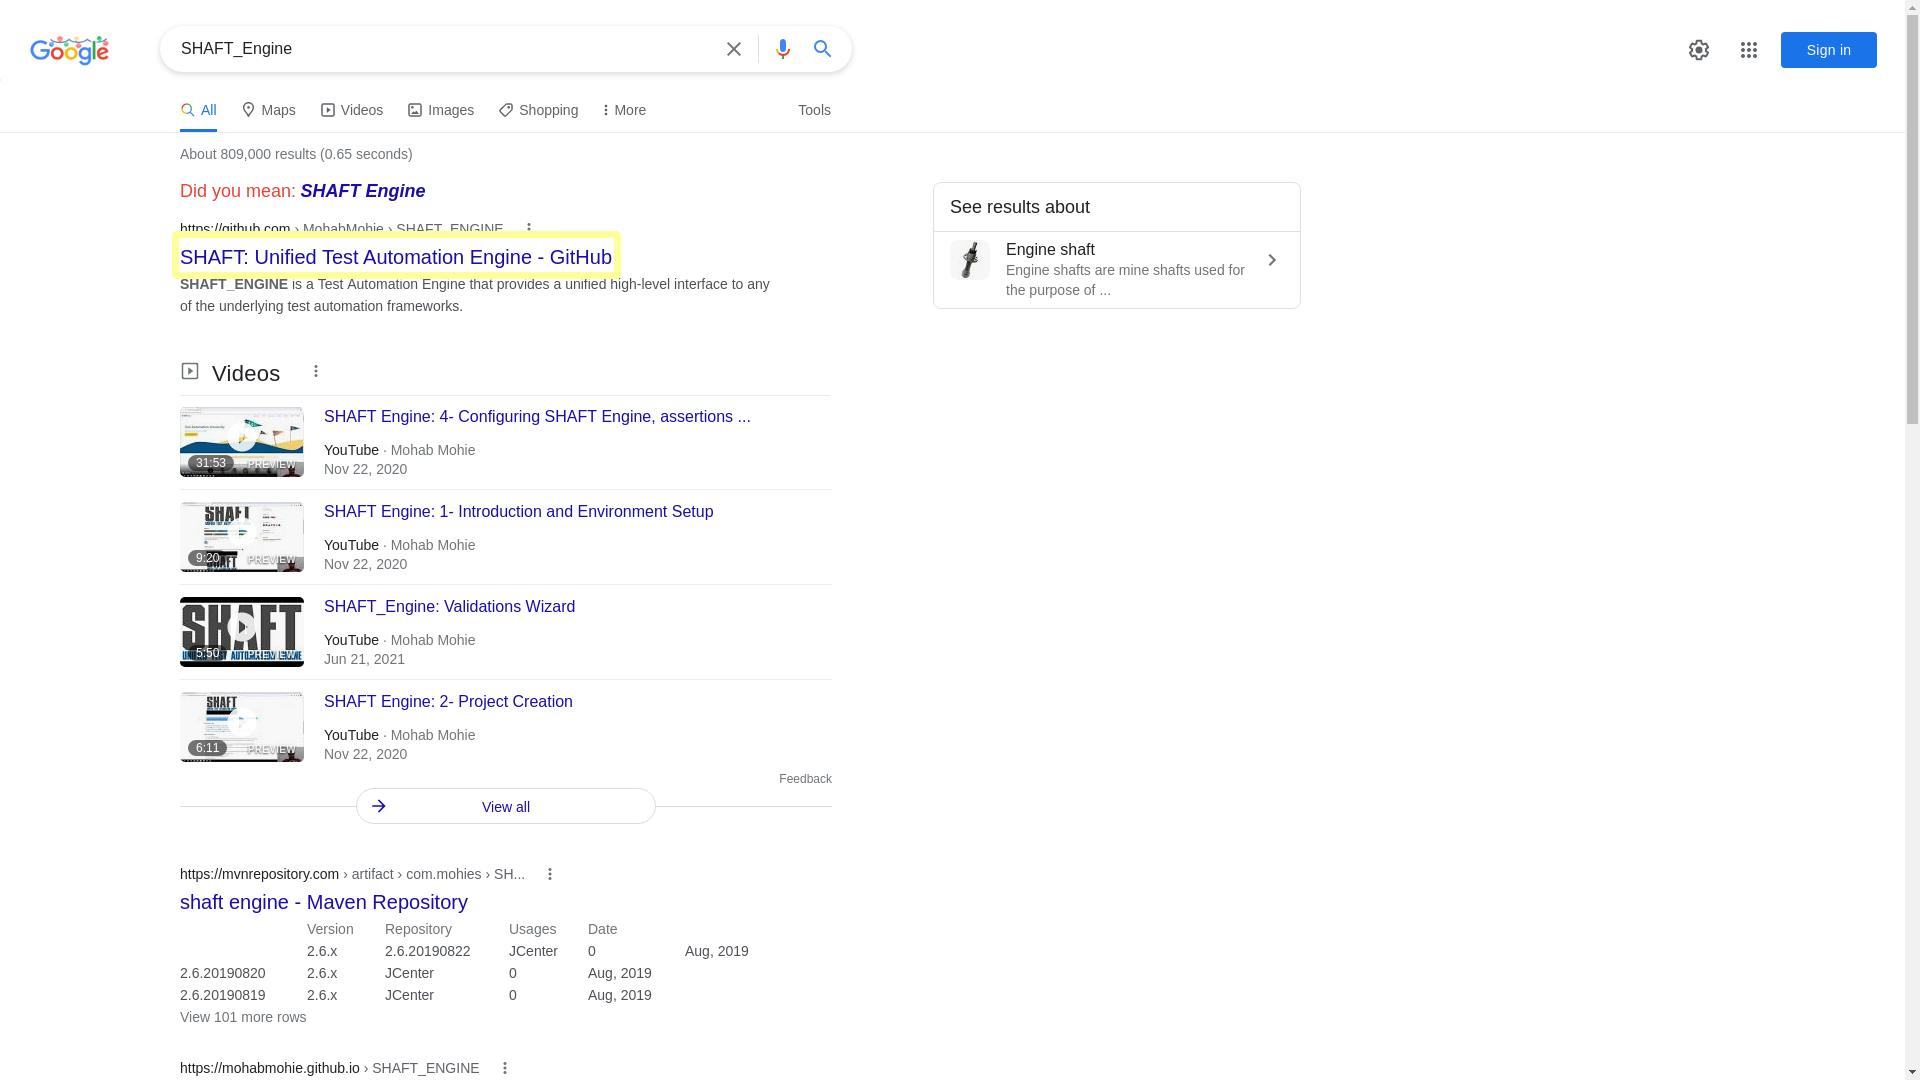 Google
SHAFT_Engine
Sign in
All
Maps
Videos
Images
Shopping
More
Tools
About 809,000 results (0.65 seconds)
Did you mean: SHAFT Engine
https://github.com › MohabMohie › SHAFT_ENGINE
SHAFT: Unified Test Automation Engine - GitHub
SHAFT_ENGINE is a Test Automation Engine that provides a unified high-level interface to any
of the underlying test automation frameworks.
See results about
Engine shaft
Engine shafts are mine shafts used for
the purpose of ...
Videos
31:53
PREVIEW
SHAFT Engine: 4- Configuring SHAFT Engine, assertions ...
YouTube · Mohab Mohie
Nov 22, 2020
SHAFT
9:20
PREVIEW
SHAFT Engine: 1- Introduction and Environment Setup
YouTube · Mohab Mohie
Nov 22, 2020
SHAFT
5:50
PREVIEW
SHAFT_Engine: Validations Wizard
YouTube · Mohab Mohie
Jun 21, 2021
SHAFT
6:11
PREVIEW
SHAFT Engine: 2- Project Creation
YouTube · Mohab Mohie
Nov 22, 2020
Feedback
View all
https://mvnrepository.com › artifact › com.mohies › SH...
shaft engine - Maven Repository
Version Repository Usages Date
2.6.x 2.6.20190822 JCenter 0 Aug, 2019
2.6.20190820 2.6.x JCenter 0 Aug, 2019
2.6.20190819 2.6.x JCenter 0 Aug, 2019
View 101 more rows
https://mohabmohie.github.io › SHAFT_ENGINE